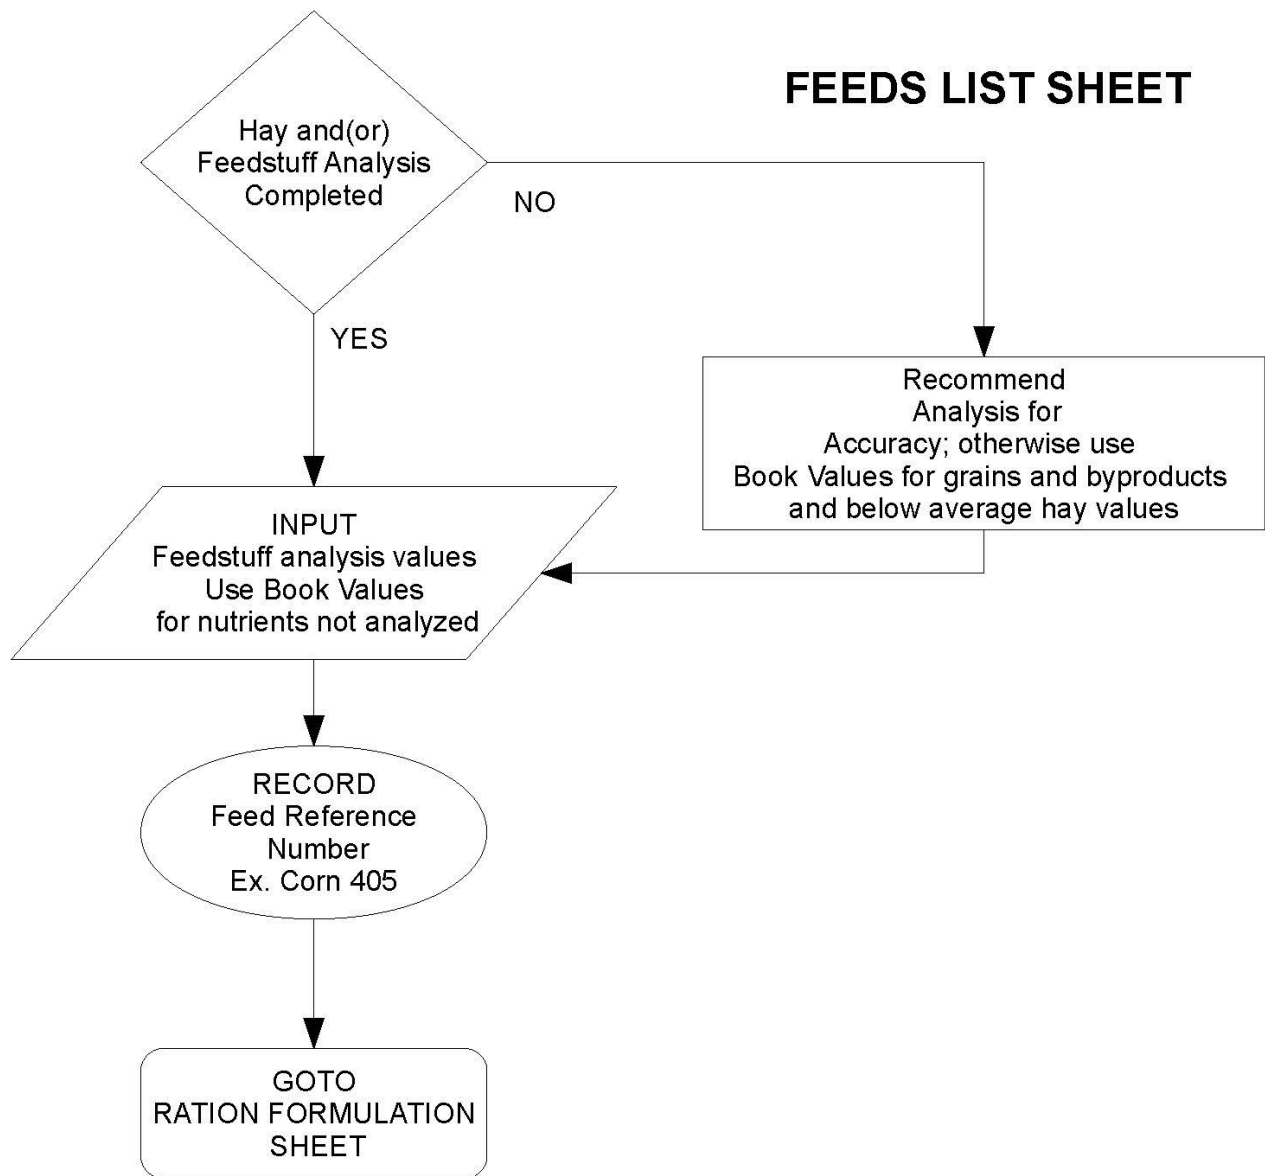 FEEDS LIST SHEET
Hay and(or)
Feedstuff Analysis
Completed
NO
YES
Recommend
Analysis for
Accuracy; otherwise use
Book Values for grains and byproducts
and below average hay values
INPUT
Feedstuff analysis values
Use Book Values
for nutrients not analyzed
RECORD
Feed Reference
Number
Ex. Corn 405
GOTO
RATION FORMULATION
SHEET